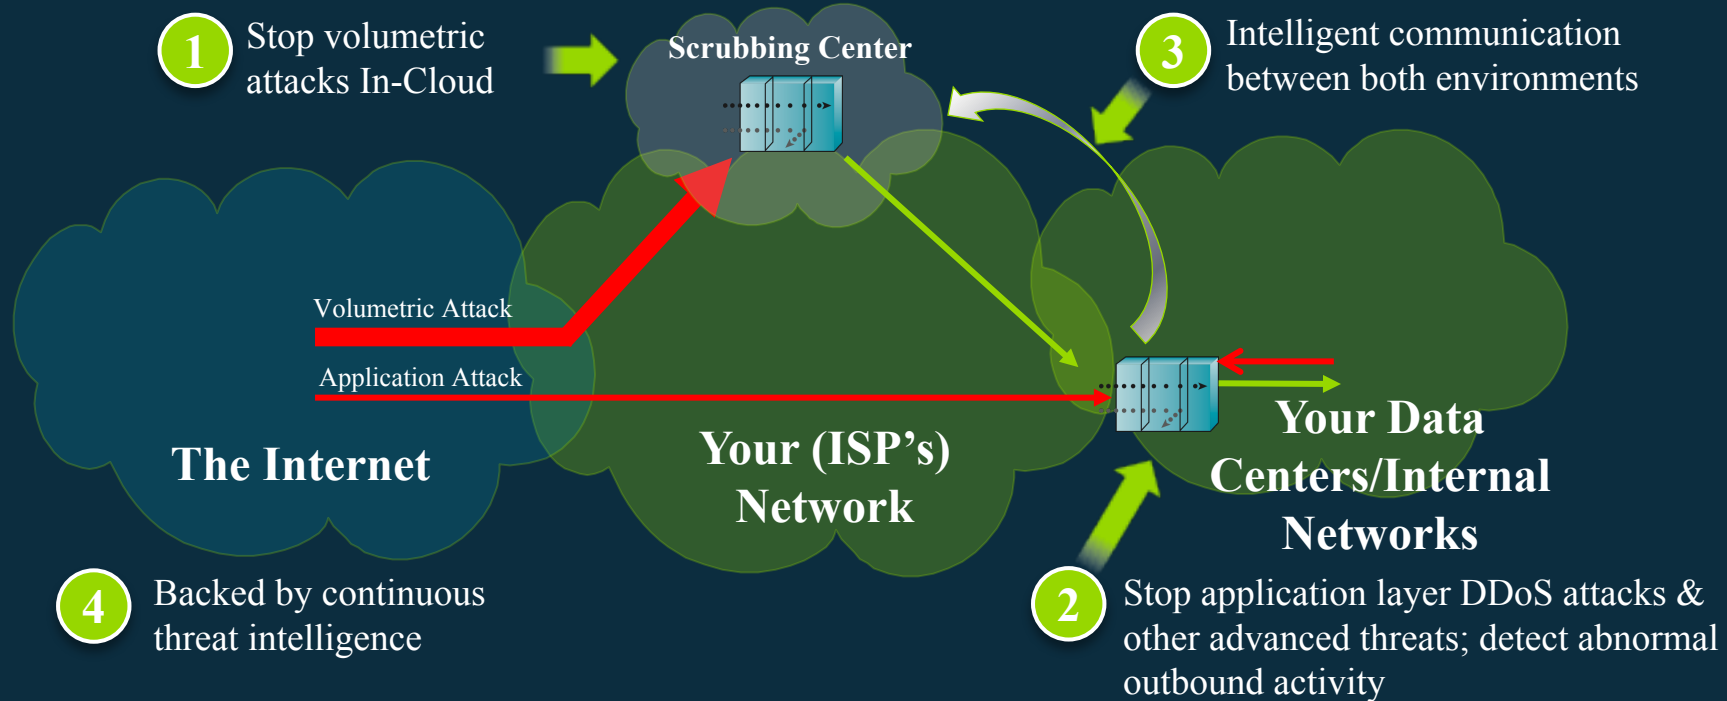 1
Stop volumetric
attacks In-Cloud
Scrubbing Center
3
Intelligent communication
between both environments
Volumetric Attack
Application Attack
The Internet
Your (ISP’s)
Network
Your Data
Centers/Internal
Networks
4
Backed by continuous
threat intelligence
2
Stop application layer DDoS attacks &
other advanced threats; detect abnormal
outbound activity